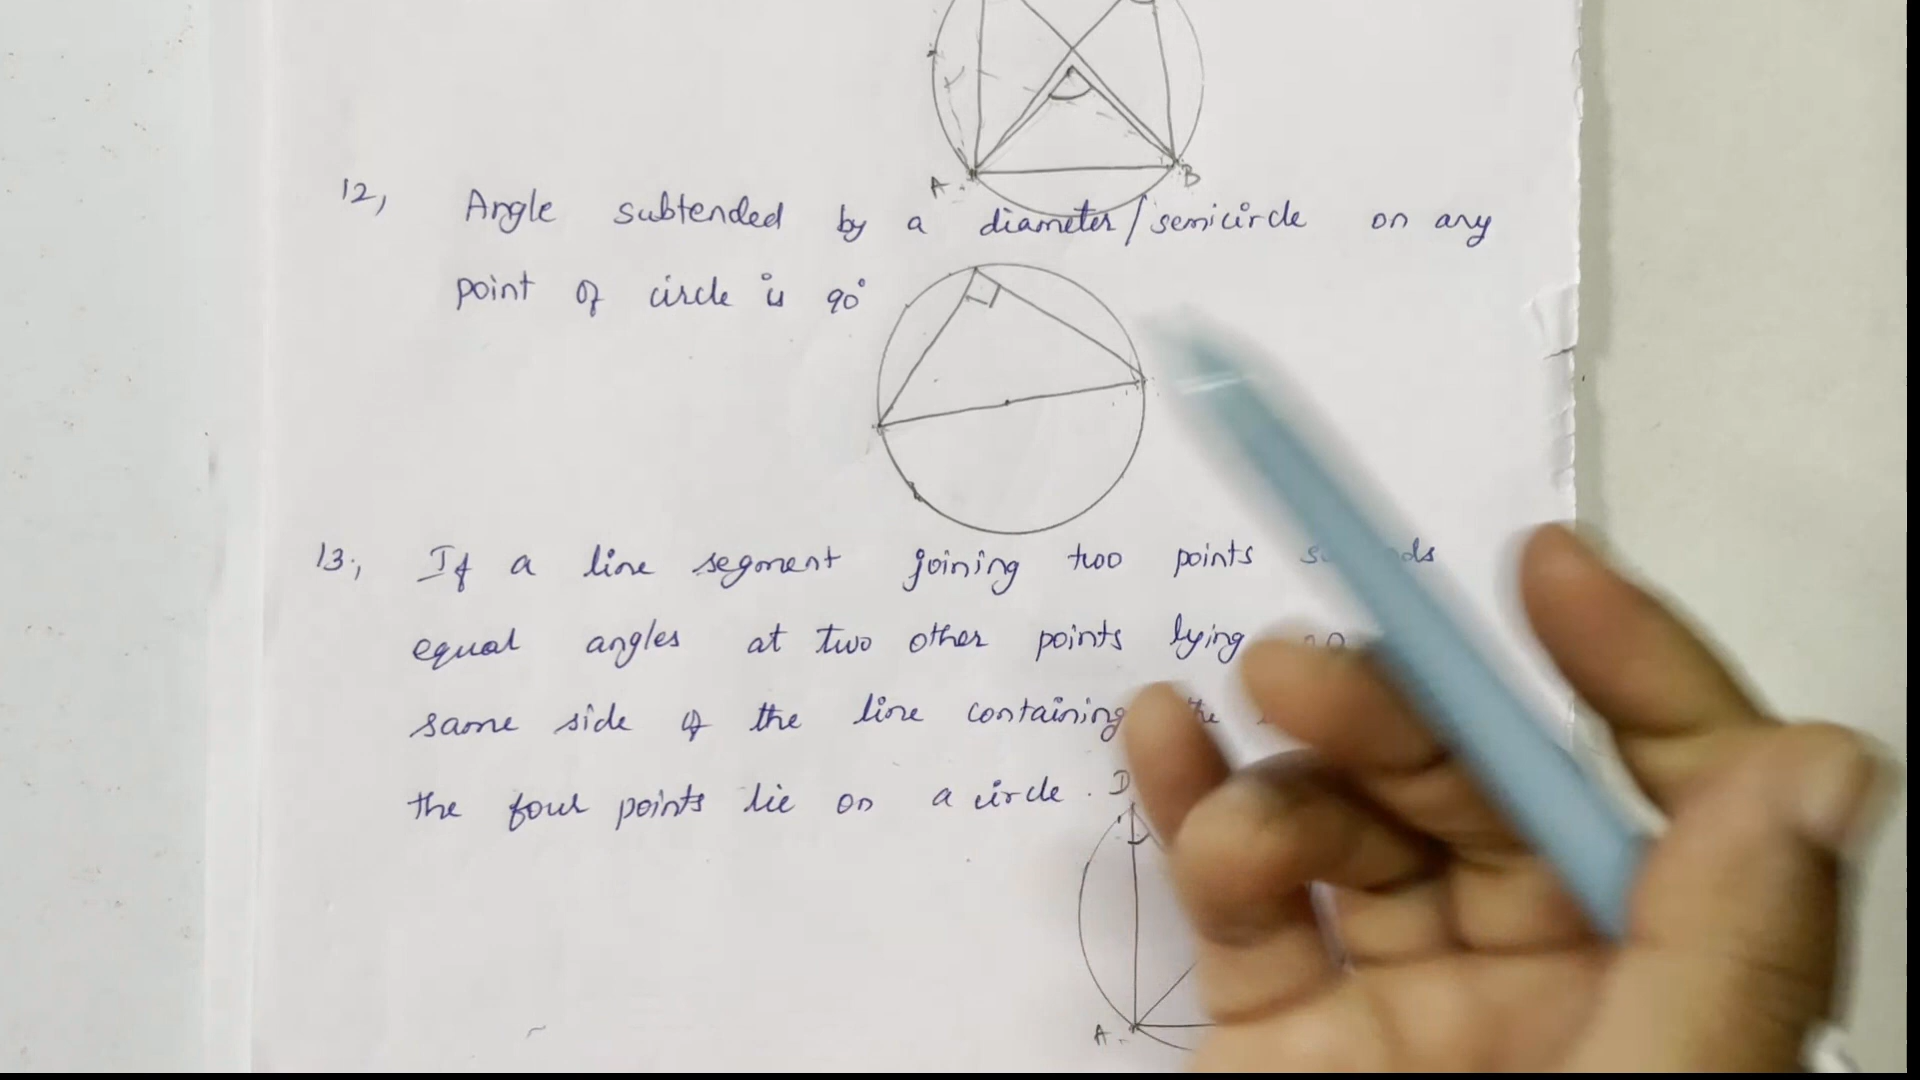 A B
12, Angle subtended by a diameter/semicircle on any
point of circle is 90°
13, If a line segment joining two points
equal angles at two other points lying
same side of the line containing the
the four points lie on a circle. D
A